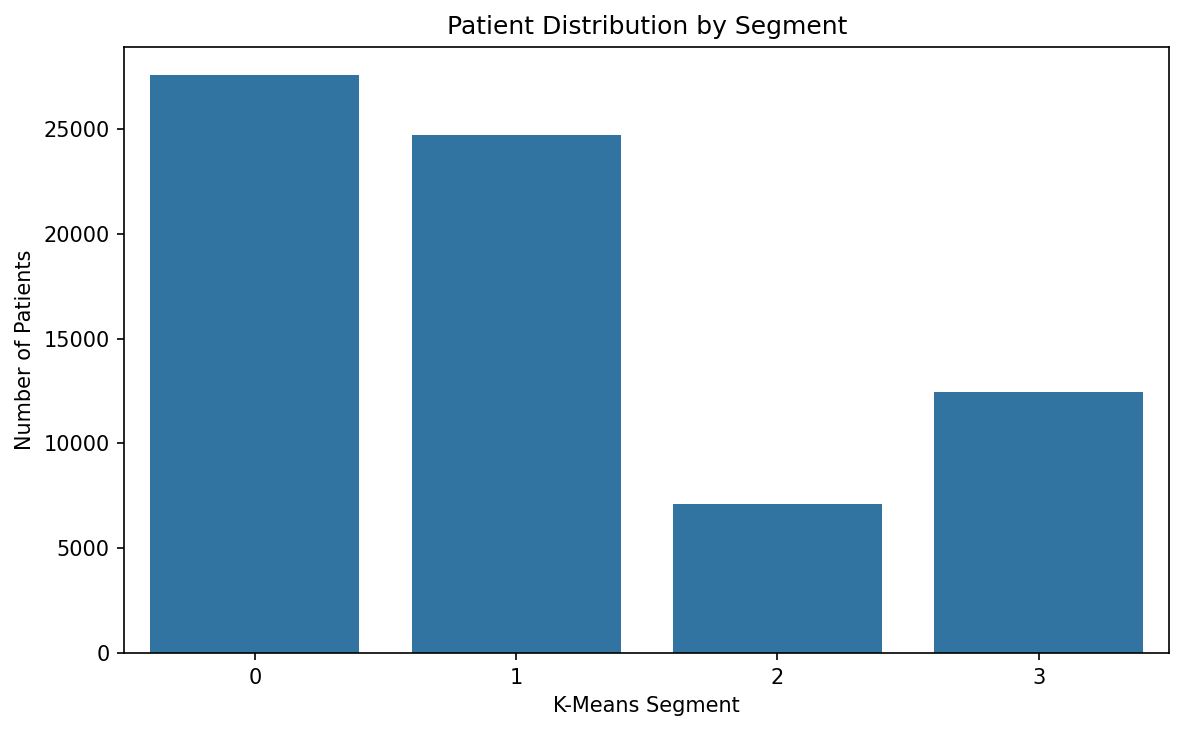 Patient Distribution by Segment
Number of Patients
25000
20000
15000
10000
5000
0
0 1 2 3
K-Means Segment